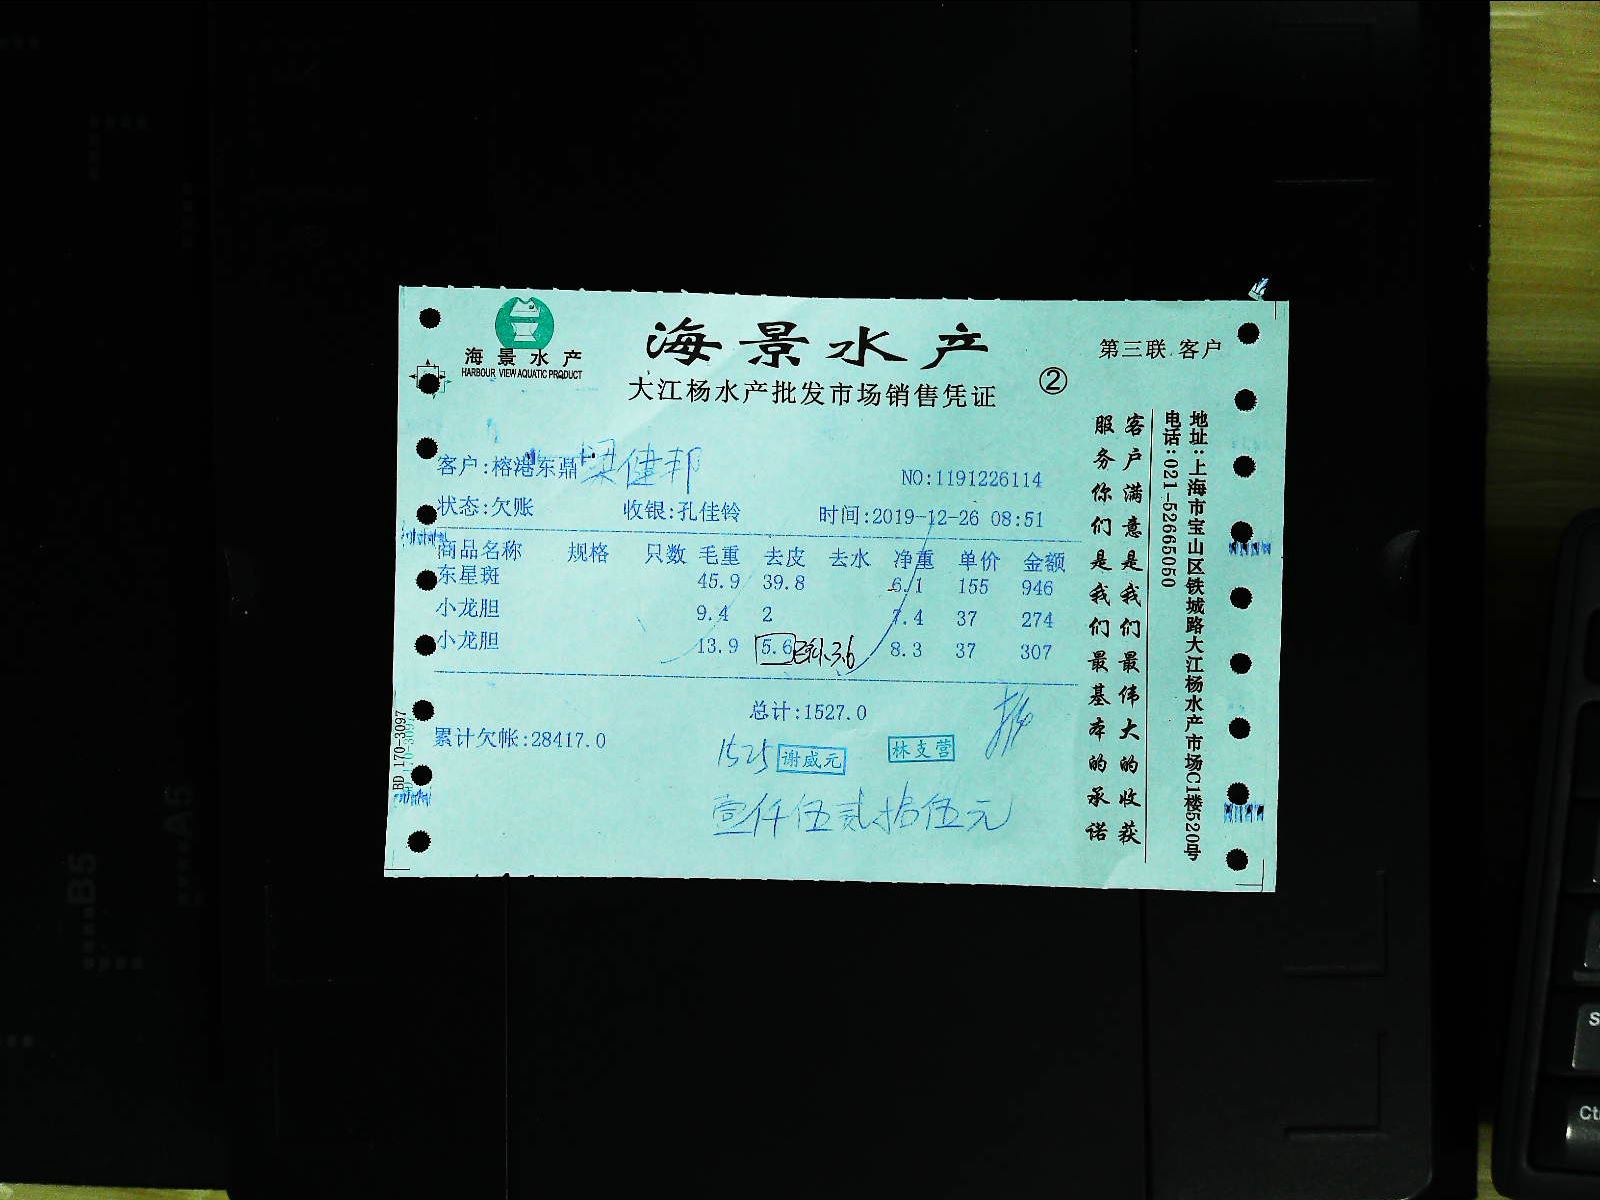 海景水产
HARBOUR VIEW AQUATIC PRODUCT
海景水产
大江杨水产批发市场销售凭证
②
第三联 客户
客户:榕港东鼎 梁健邦
NO:1191226114
状态:欠账 收银:孔佳铃 时间:2019-12-26 08:51
商品名称 规格 只数 毛重 去皮 去水 净重 单价 金额
东星斑 45.9 39.8 6.1 155 946
小龙胆 9.4 2 7.4 37 274
小龙胆 13.9 5.6 3.6 8.3 37 307
总计:1527.0
累计欠帐:28417.0
1525 谢威元 林支营
壹仟伍贰拾伍元
客户满意是我们最伟大的收获
服务你们是我们最基本的承诺
地址:上海市宝山区铁城路大江杨水产市场C1楼520号
电话:021-52665050
BD 170-3097
B5
A5
S
Ct